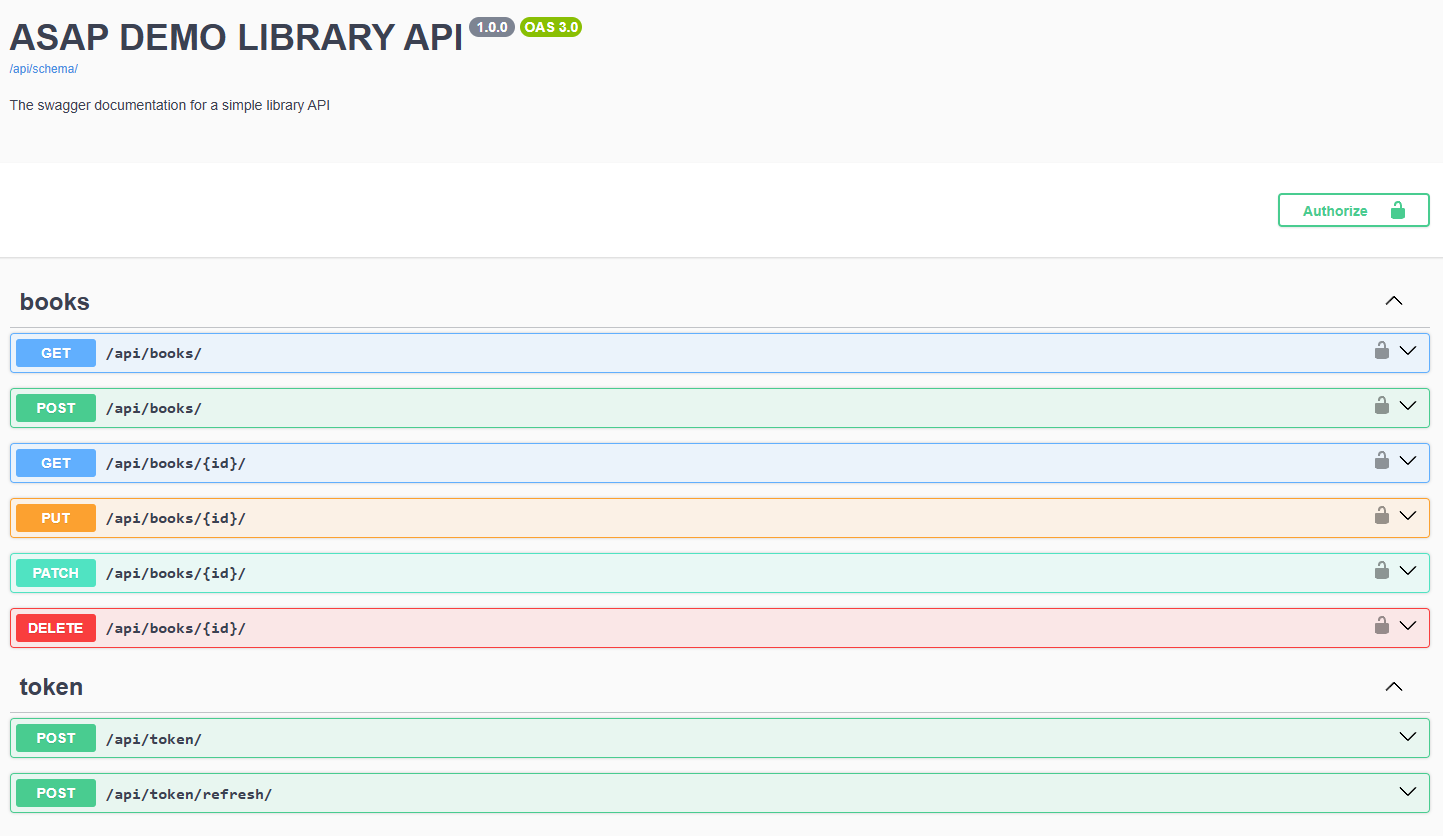 ASAP DEMO LIBRARY API 1.0.0 OAS 3.0
/api/schema/
The swagger documentation for a simple library API
Authorize
books
GET /api/books/
POST /api/books/
GET /api/books/{id}/
PUT /api/books/{id}/
PATCH /api/books/{id}/
DELETE /api/books/{id}/
token
POST /api/token/
POST /api/token/refresh/